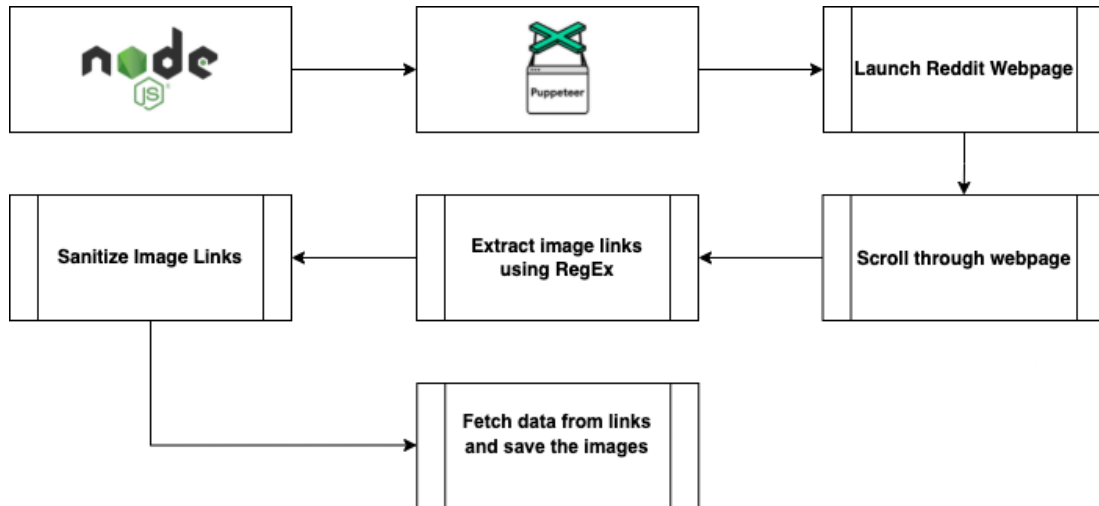 node
JS
Puppeteer
Launch Reddit Webpage
Scroll through webpage
Extract image links
using RegEx
Sanitize Image Links
Fetch data from links
and save the images